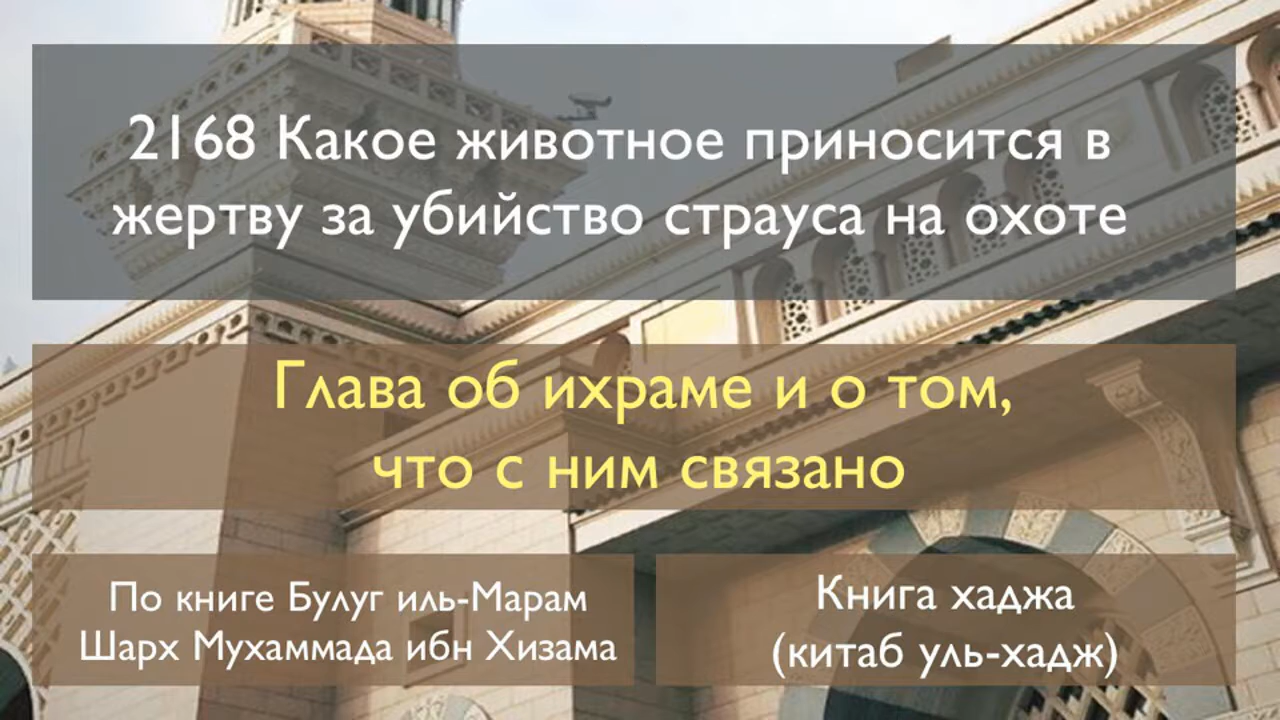 2168 Какое животное приносится в
жертву за убийство страуса на охоте
Глава об ихраме и о том,
что с ним связано
По книге Булуг иль-Марам
Шарх Мухаммада ибн Хизама
Книга хаджа
(китаб уль-хадж)